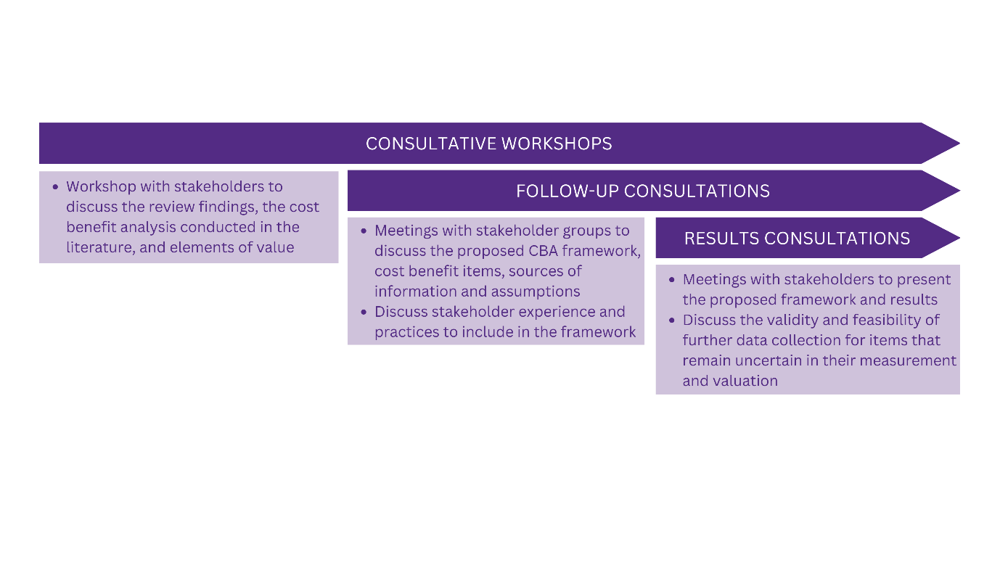 CONSULTATIVE WORKSHOPS
• Workshop with stakeholders to
discuss the review findings, the cost
benefit analysis conducted in the
literature, and elements of value
FOLLOW-UP CONSULTATIONS
• Meetings with stakeholder groups to
discuss the proposed CBA framework,
cost benefit items, sources of
information and assumptions
• Discuss stakeholder experience and
practices to include in the framework
RESULTS CONSULTATIONS
• Meetings with stakeholders to present
the proposed framework and results
• Discuss the validity and feasibility of
further data collection for items that
remain uncertain in their measurement
and valuation